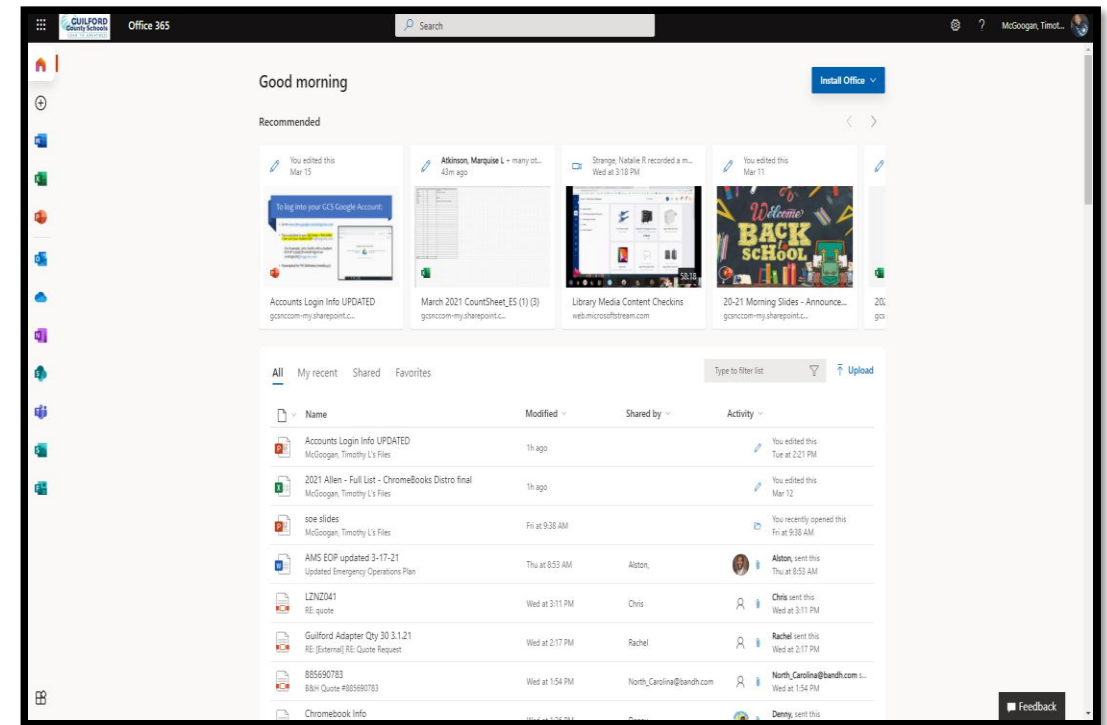 GUILFORD
County Schools
Office 365
Search
McGoogan, Timot...
Good morning
Install Office
Recommended
You edited this
Mar 15
To log into your GCS Google Account:
Accounts Login Info UPDATED
gcsnccom-my.sharepoint.c...
Atkinson, Marquise L + many ot...
43m ago
March 2021 CountSheet_ES (1) (3)
gcsnccom-my.sharepoint.c...
Strange, Natalie R recorded a m...
Wed at 3:18 PM
58:18
Library Media Content Checkins
web.microsoftstream.com
You edited this
Mar 11
Welcome
BACK
to
SCHOOL
20-21 Morning Slides - Announce...
gcsnccom-my.sharepoint.c...
202
gcs
All My recent Shared Favorites
Type to filter list
Upload
Name Modified Shared by Activity
Accounts Login Info UPDATED
McGoogan, Timothy L's Files
1h ago
You edited this
Tue at 2:21 PM
2021 Allen - Full List - ChromeBooks Distro final
McGoogan, Timothy L's Files
1h ago
You edited this
Mar 12
soe slides
McGoogan, Timothy L's Files
Fri at 9:38 AM
You recently opened this
Fri at 9:38 AM
AMS EOP updated 3-17-21
Updated Emergency Operations Plan
Thu at 8:53 AM
Alston,
Alston, sent this
Thu at 8:53 AM
LZNZ041
RE: quote
Wed at 3:11 PM
Chris
Chris sent this
Wed at 3:11 PM
Guilford Adapter Qty 30 3.1.21
RE: [External] RE: Quote Request
Wed at 2:17 PM
Rachel
Rachel sent this
Wed at 2:17 PM
885690783
B&H Quote #885690783
Wed at 1:54 PM
North_Carolina@bandh.com
North_Carolina@bandh.com s...
Wed at 1:54 PM
Chromebook Info
Denny, sent this
Feedback